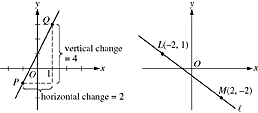 y
Q
vertical change
= 4
O
1
x
P
horizontal change = 2
y
L(−2, 1)
O
x
M(2, −2)
ℓ